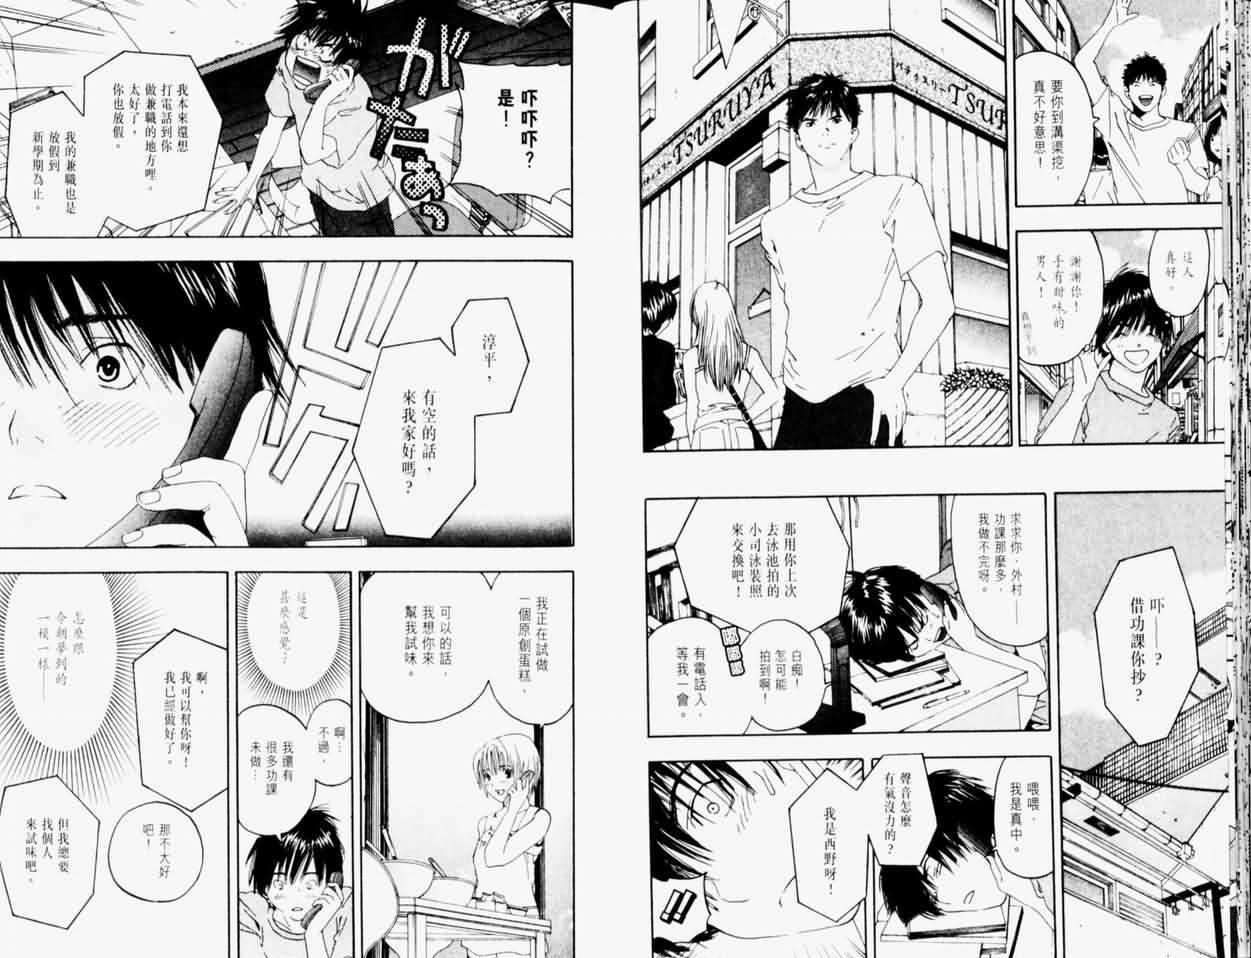 要你到溝渠挖，
真不好意思！
TSURUYA
TSUR
這人
真好。
謝謝你！
手有甜味的
男人！
吓——？
借功課你抄？
求求你，外村——
功課那麼多，
我做不完呀。
那用你上次
去泳池拍的
小司泳裝照
來交換吧！
白痴！
怎可能
拍到啊！
有電話入，
等我一會。
喂喂，
我是真中。
聲音怎麼
有氣沒力的？
我是西野呀！
吓吓吓？
是！
がたたあっ
我本來還想
打電話到你
做兼職的地方哩。
太好了，
你也放假。
我的兼職也是
放假到
新學期為止。
淳平，
有空的話，
來我家好嗎？
我正在試做
一個原創蛋糕，
可以的話，
我想你來
幫我試味。
這是
甚麼感覺…
啊…
不過，
我還有
很多功課
未做…
怎麼跟
今朝夢到的
一模一樣——
啊，
我可以幫你呀！
我已經做好了。
那不大好
吧！
但我總要
找個人
來試味吧。